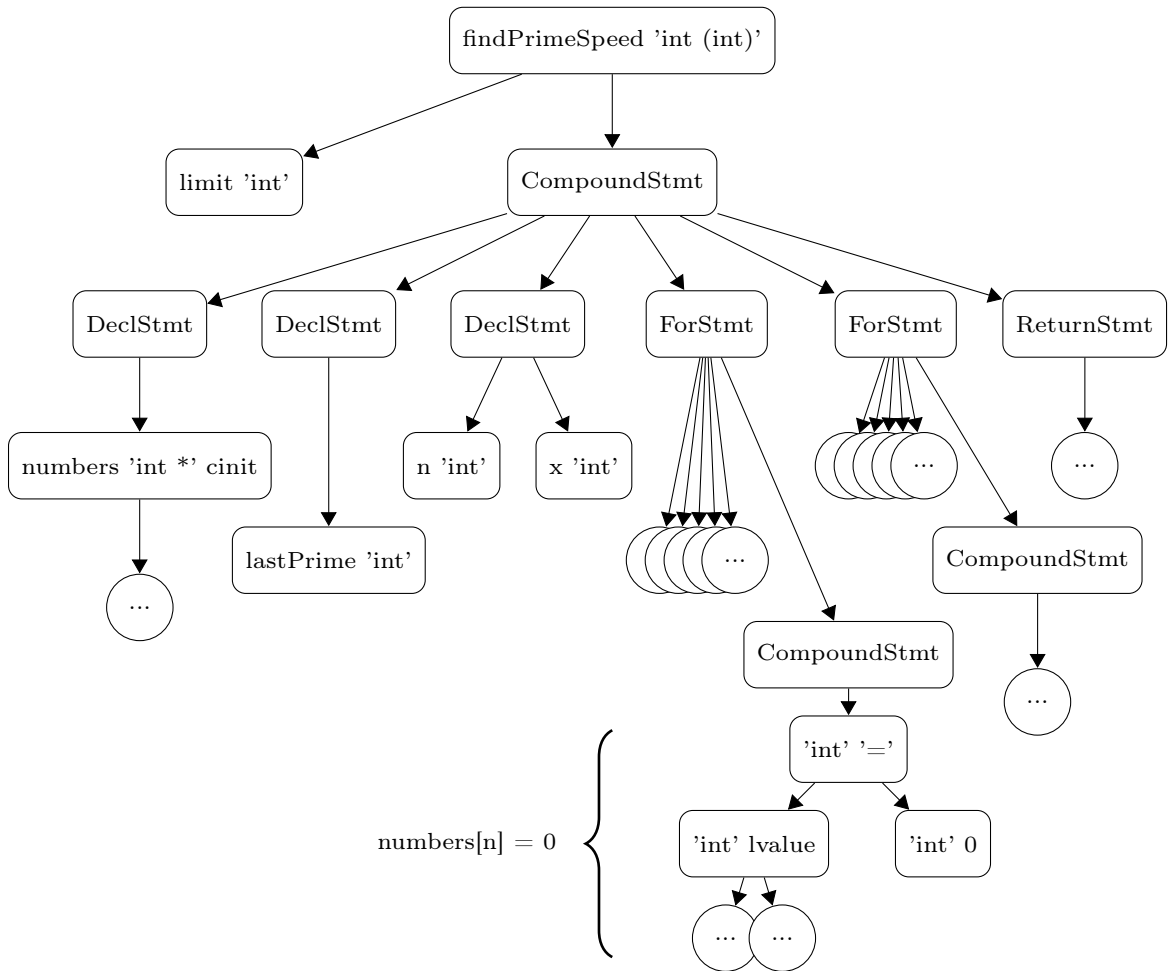 findPrimeSpeed 'int (int)'
limit 'int'
CompoundStmt
DeclStmt
DeclStmt
DeclStmt
ForStmt
ForStmt
ReturnStmt
numbers 'int *' cinit
n 'int'
x 'int'
...
...
lastPrime 'int'
...
CompoundStmt
...
CompoundStmt
...
'int' '='
numbers[n] = 0
'int' lvalue
'int' 0
...
...